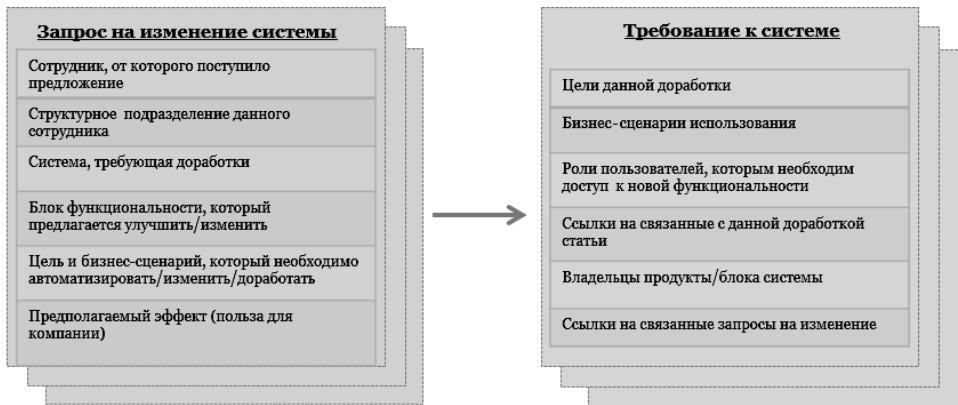 Запрос на изменение системы
Сотрудник, от которого поступило
предложение
Структурное подразделение данного
сотрудника
Система, требующая доработки
Блок функциональности, который
предлагается улучшить/изменить
Цель и бизнес-сценарий, который необходимо
автоматизировать/изменить/доработать
Предполагаемый эффект (польза для
компании)
Требование к системе
Цели данной доработки
Бизнес-сценарии использования
Роли пользователей, которым необходим
доступ к новой функциональности
Ссылки на связанные с данной доработкой
статьи
Владельцы продукты/блока системы
Ссылки на связанные запросы на изменение